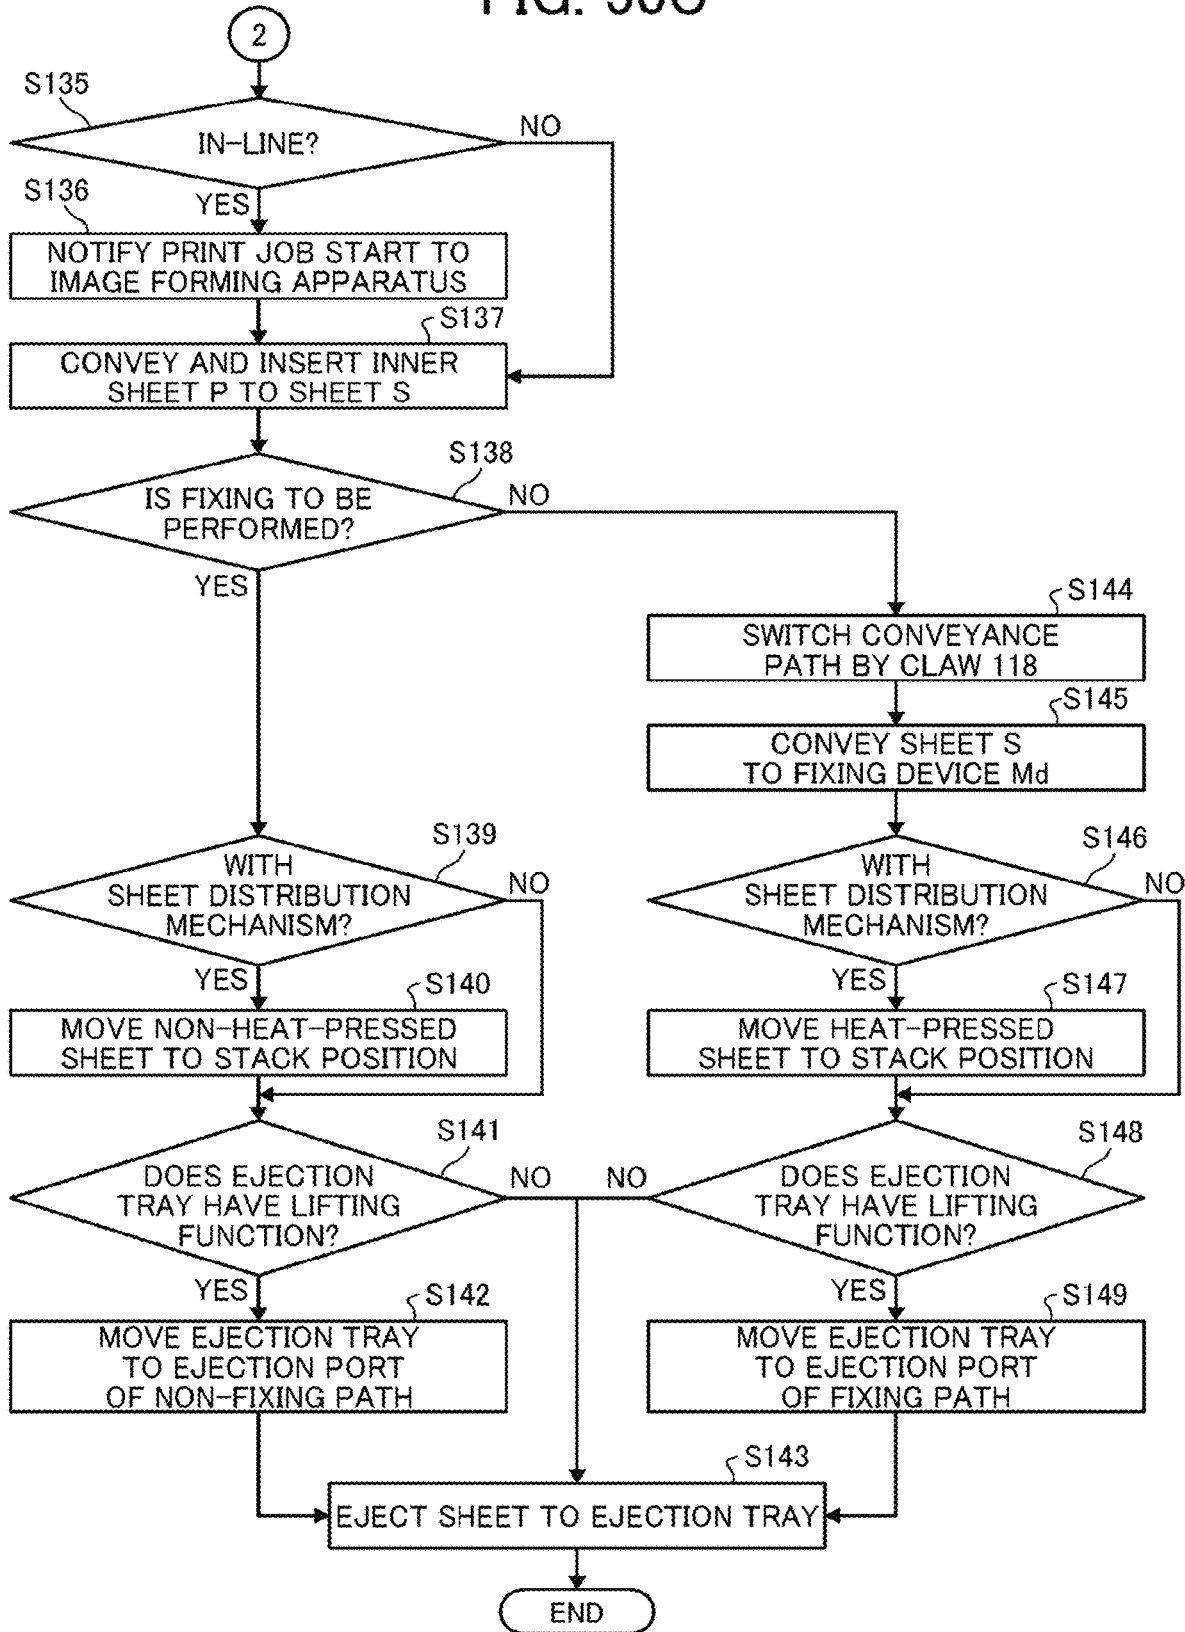 2
S135
IN-LINE?
NO
S136
YES
NOTIFY PRINT JOB START TO
IMAGE FORMING APPARATUS
S137
CONVEY AND INSERT INNER
SHEET P TO SHEET S
S138
IS FIXING TO BE
PERFORMED?
NO
YES
S144
SWITCH CONVEYANCE
PATH BY CLAW 118
S145
CONVEY SHEET S
TO FIXING DEVICE Md
S139
WITH
SHEET DISTRIBUTION
MECHANISM?
NO
YES
S146
WITH
SHEET DISTRIBUTION
MECHANISM?
NO
YES
S140
MOVE NON-HEAT-PRESSED
SHEET TO STACK POSITION
S147
MOVE HEAT-PRESSED
SHEET TO STACK POSITION
S141
DOES EJECTION
TRAY HAVE LIFTING
FUNCTION?
NO
YES
S148
NO
DOES EJECTION
TRAY HAVE LIFTING
FUNCTION?
YES
S142
MOVE EJECTION TRAY
TO EJECTION PORT
OF NON-FIXING PATH
S149
MOVE EJECTION TRAY
TO EJECTION PORT
OF FIXING PATH
S143
EJECT SHEET TO EJECTION TRAY
END